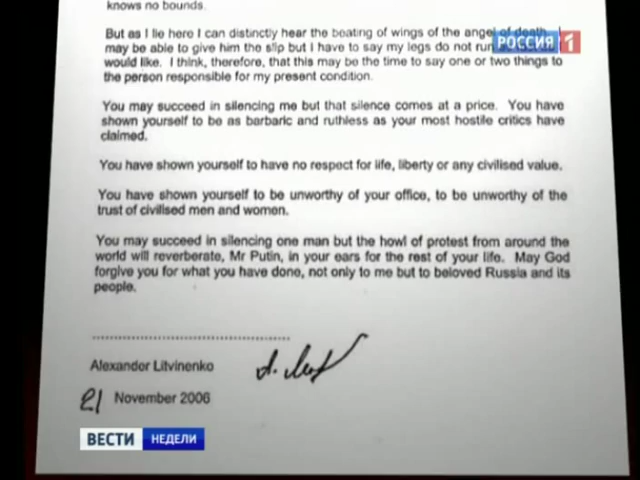 knows no bounds.
But as I lie here I can distinctly hear the beating of wings of the angel of death. I
may be able to give him the slip but I have to say my legs do not run
would like. I think, therefore, that this may be the time to say one or two things to
the person responsible for my present condition.
РОССИЯ 1
You may succeed in silencing me but that silence comes at a price. You have
shown yourself to be as barbaric and ruthless as your most hostile critics have
claimed.
You have shown yourself to have no respect for life, liberty or any civilised value.
You have shown yourself to be unworthy of your office, to be unworthy of the
trust of civilised men and women.
You may succeed in silencing one man but the howl of protest from around the
world will reverberate, Mr Putin, in your ears for the rest of your life. May God
forgive you for what you have done, not only to me but to beloved Russia and its
people.
Alexander Litvinenko
21 November 2006
ВЕСТИ НЕДЕЛИ